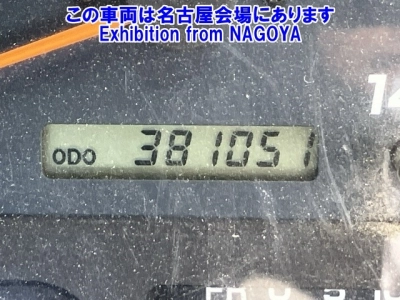 この車両は名古屋会場にあります
Exhibition from NAGOYA
14
ODO 381051